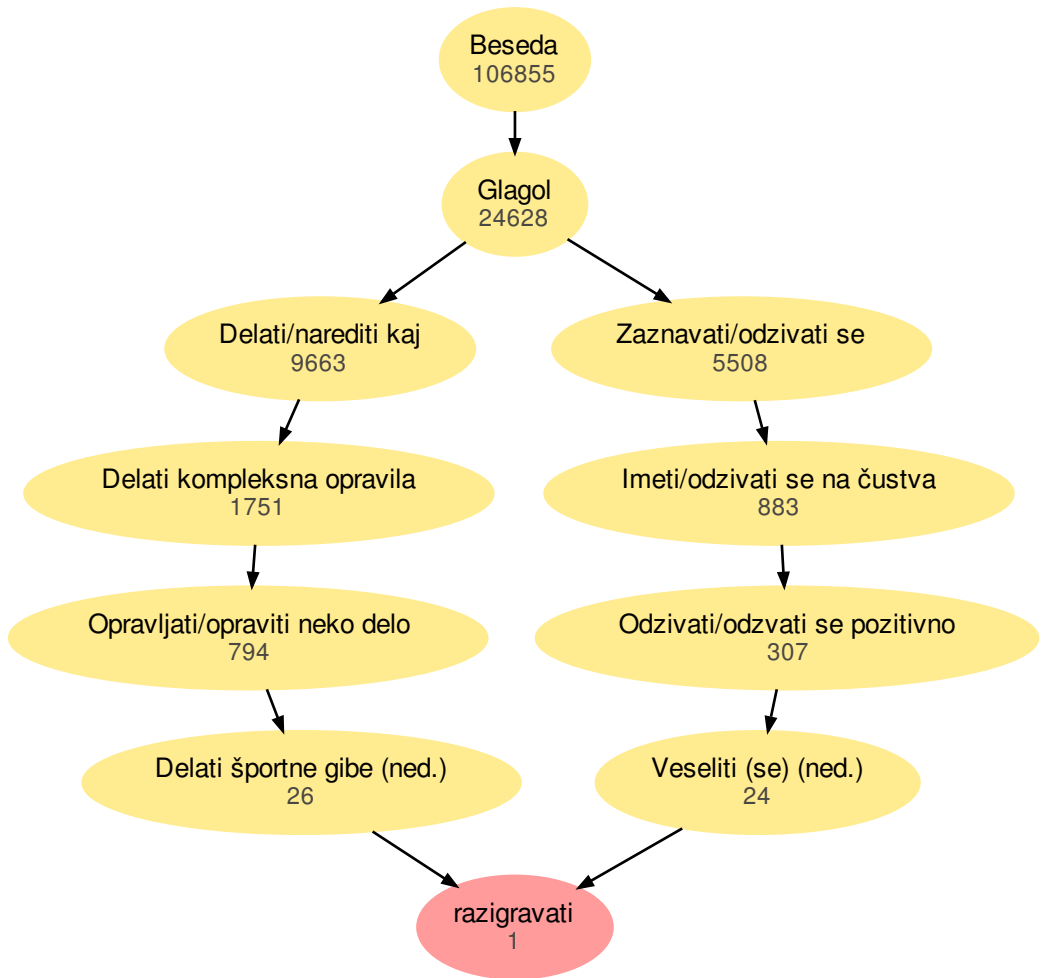 Beseda
106855
Glagol
24628
Delati/narediti kaj
9663
Zaznavati/odzivati se
5508
Delati kompleksna opravila
1751
Imeti/odzivati se na čustva
883
Opravljati/opraviti neko delo
794
Odzivati/odzvati se pozitivno
307
Delati športne gibe (ned.)
26
Veseliti (se) (ned.)
24
razigravati
1